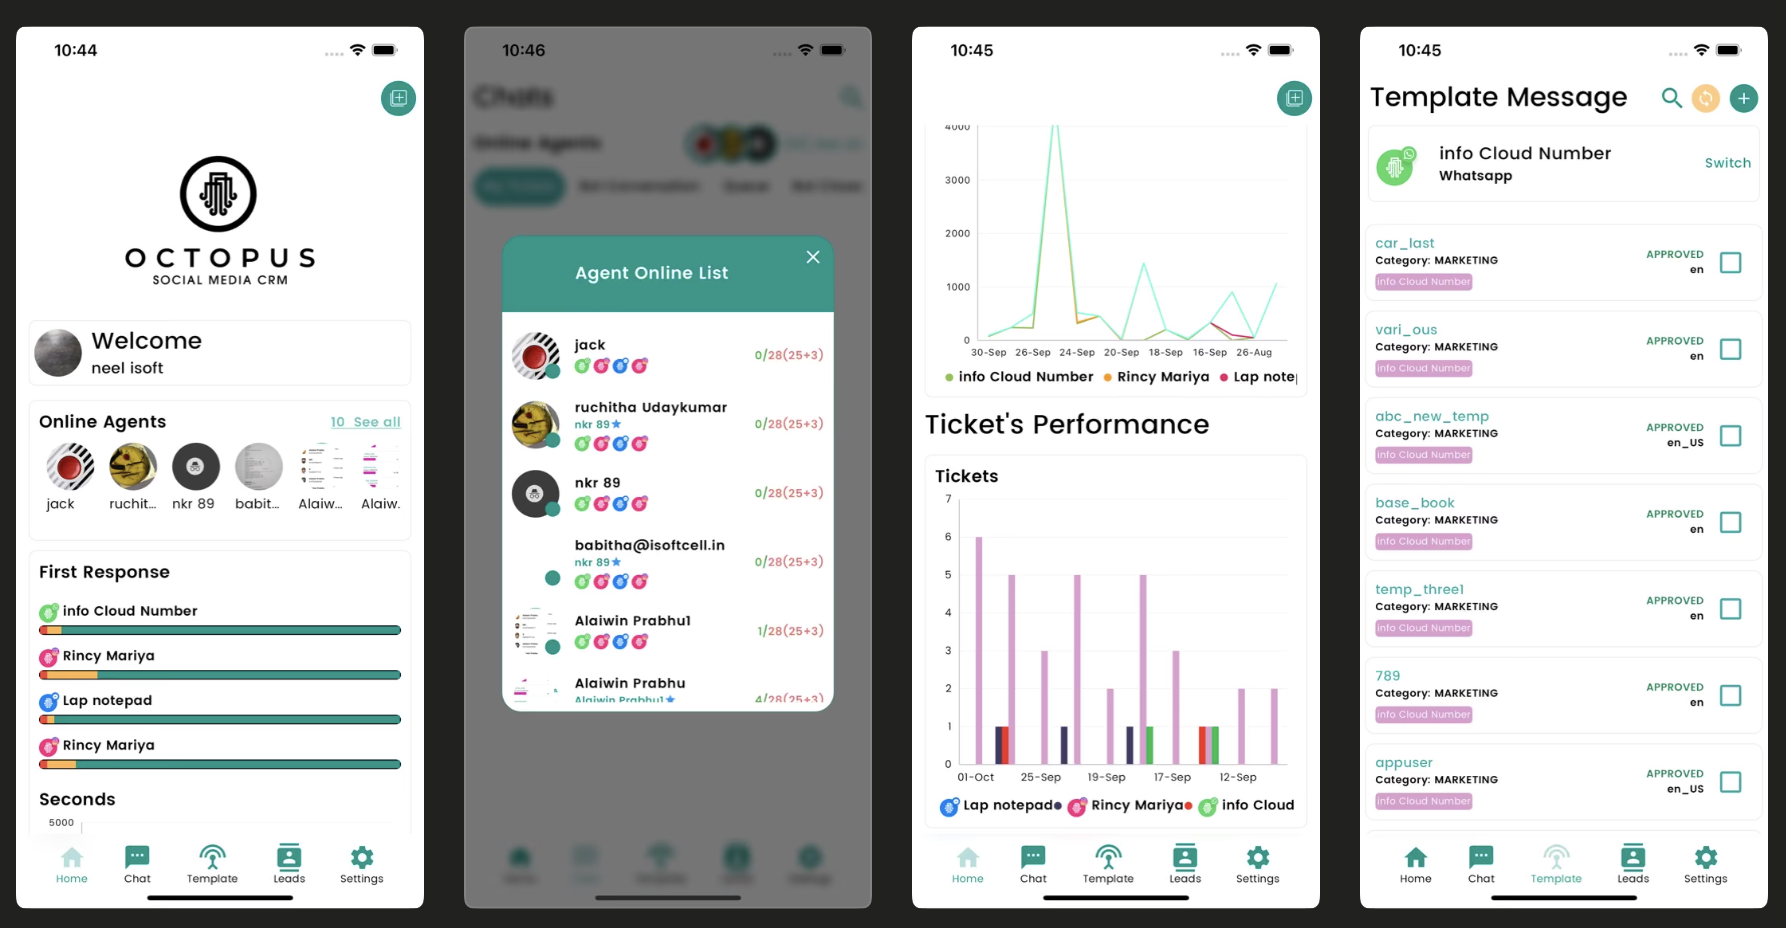 10:44
OCTOPUS
SOCIAL MEDIA CRM
Welcome
neel isoft
Online Agents
10 See all
jack
ruchit...
nkr 89
babit...
Alaiw...
Alaiw.
First Response
info Cloud Number
Rincy Mariya
Lap notepad
Rincy Mariya
Seconds
5000
Home
Chat
Template
Leads
Settings
10:46
Chats
Online Agents
Agent Online List
jack
0/28(25+3)
ruchitha Udaykumar
nkr 89
0/28(25+3)
nkr 89
0/28(25+3)
babitha@isoftcell.in
nkr 89
0/28(25+3)
Alaiwin Prabhu1
1/28(25+3)
Alaiwin Prabhu
Alaiwin Prabhu1
4/28(25+3)
10:45
4000
3000
2000
1000
0
30-Sep 26-Sep 24-Sep 20-Sep 18-Sep 16-Sep 26-Aug
info Cloud Number Rincy Mariya Lap notep
Ticket's Performance
Tickets
7
6
5
4
3
2
1
0
01-Oct 25-Sep 19-Sep 17-Sep 12-Sep
Lap notepad Rincy Mariya info Cloud
Home
Chat
Template
Leads
Settings
10:45
Template Message
info Cloud Number
Whatsapp
Switch
car_last
Category: MARKETING
info Cloud Number
APPROVED
en
vari_ous
Category: MARKETING
info Cloud Number
APPROVED
en
abc_new_temp
Category: MARKETING
info Cloud Number
APPROVED
en_US
base_book
Category: MARKETING
info Cloud Number
APPROVED
en
temp_three1
Category: MARKETING
info Cloud Number
APPROVED
en
789
Category: MARKETING
info Cloud Number
APPROVED
en
appuser
Category: MARKETING
info Cloud Number
APPROVED
en_US
Home
Chat
Template
Leads
Settings